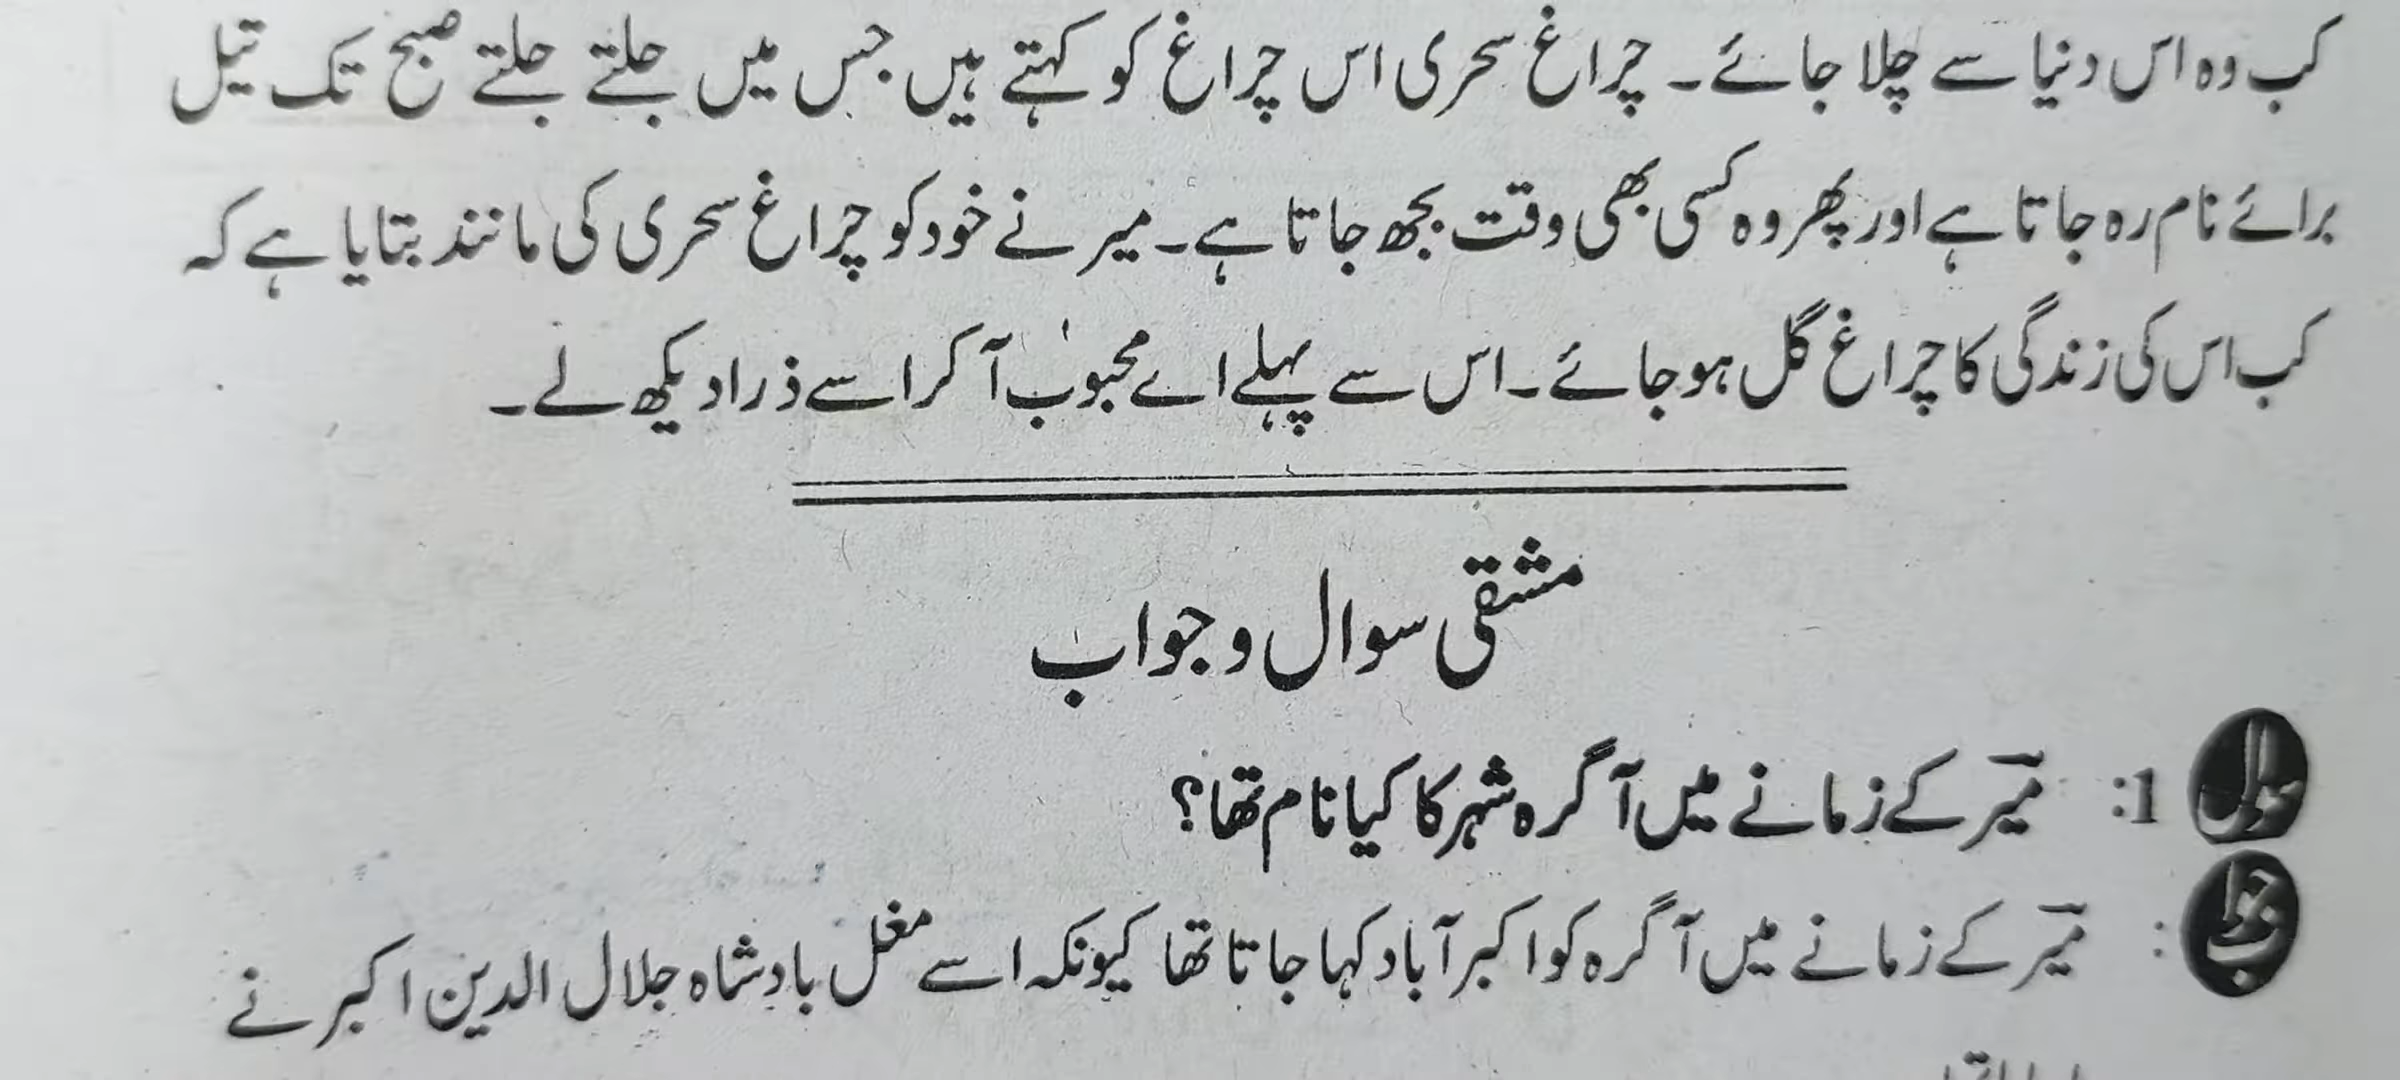 کب وہ اس دنیا سے چلا جائے۔ چراغ سحری اس چراغ کو کہتے ہیں جس میں جلتے جلتے صبح تک تیل
برائے نام رہ جاتا ہے اور پھر وہ کسی بھی وقت بجھ جاتا ہے۔ میر نے خود کو چراغ سحری کی مانند بتایا ہے کہ
کب اس کی زندگی کا چراغ گل ہو جائے۔ اس سے پہلے اے محبوب آ کر اسے ذرا دیکھ لے۔
مشقی سوال و جواب
سوال 1: میرؔ کے زمانے میں آگرہ شہر کا کیا نام تھا؟
جواب : میرؔ کے زمانے میں آگرہ کو اکبر آباد کہا جاتا تھا کیونکہ اسے مغل بادشاہ جلال الدین اکبر نے